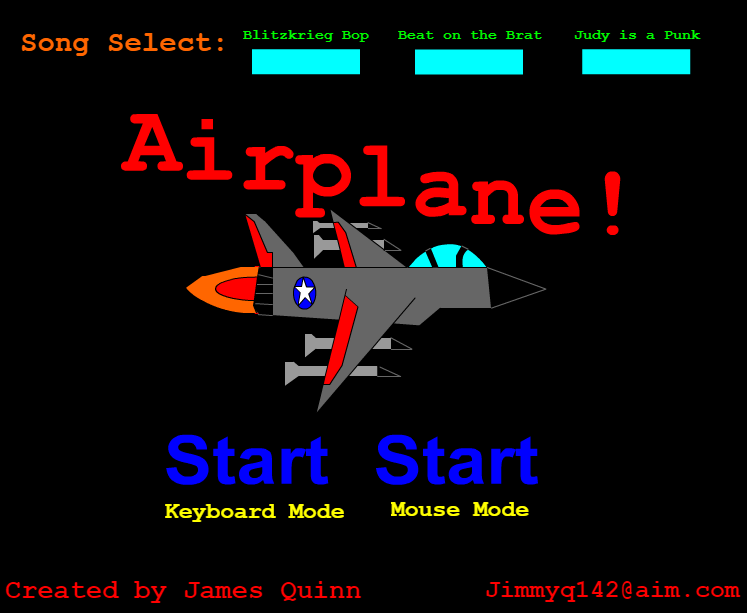 Song Select:
Blitzkrieg Bop
Beat on the Brat
Judy is a Punk
Airplane!
Start
Start
Keyboard Mode
Mouse Mode
Created by James Quinn
Jimmyq142@aim.com